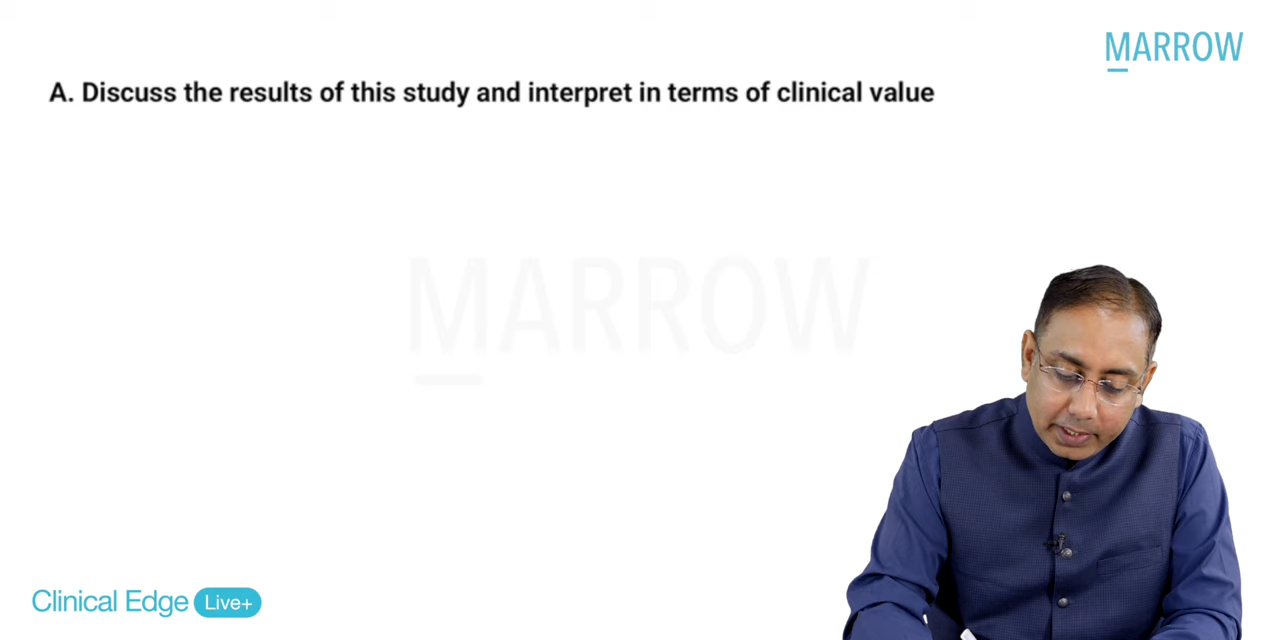 MARROW
A. Discuss the results of this study and interpret in terms of clinical value
MARROW
Clinical Edge Live+